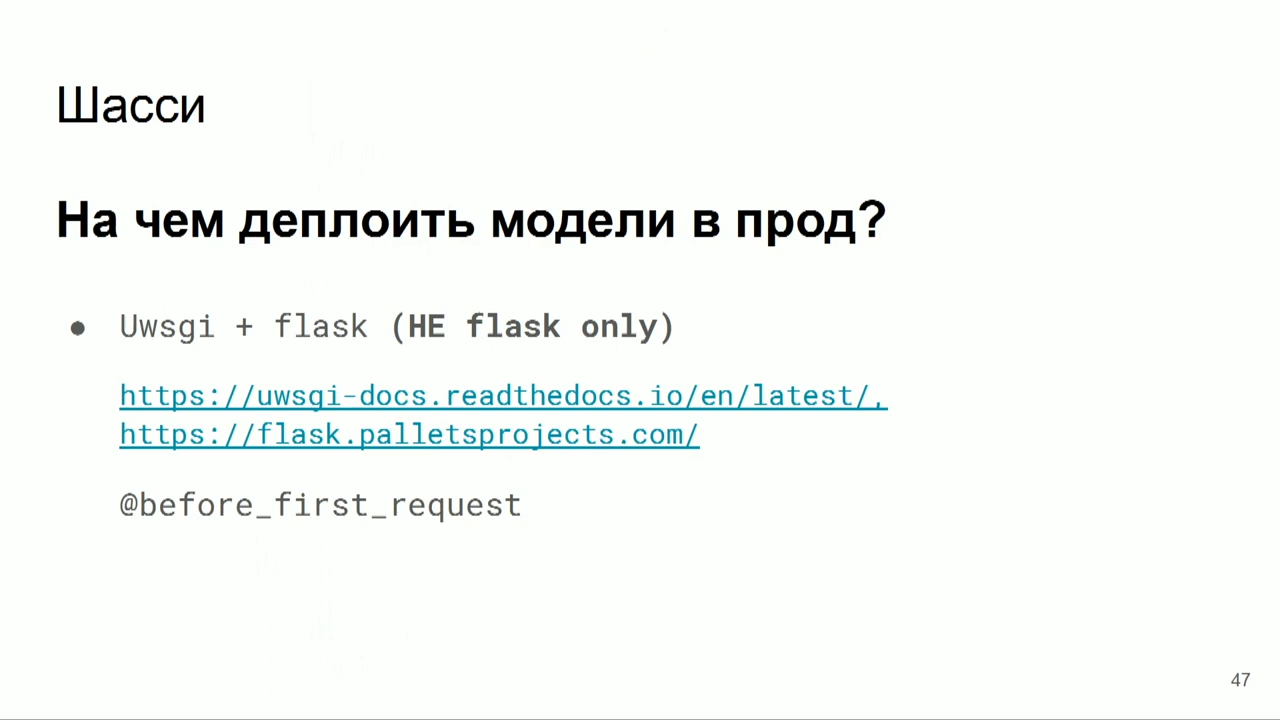 Шасси
На чем деплоить модели в прод?
● Uwsgi + flask (НЕ flask only)
https://uwsgi-docs.readthedocs.io/en/latest/,
https://flask.palletsprojects.com/
@before_first_request
47